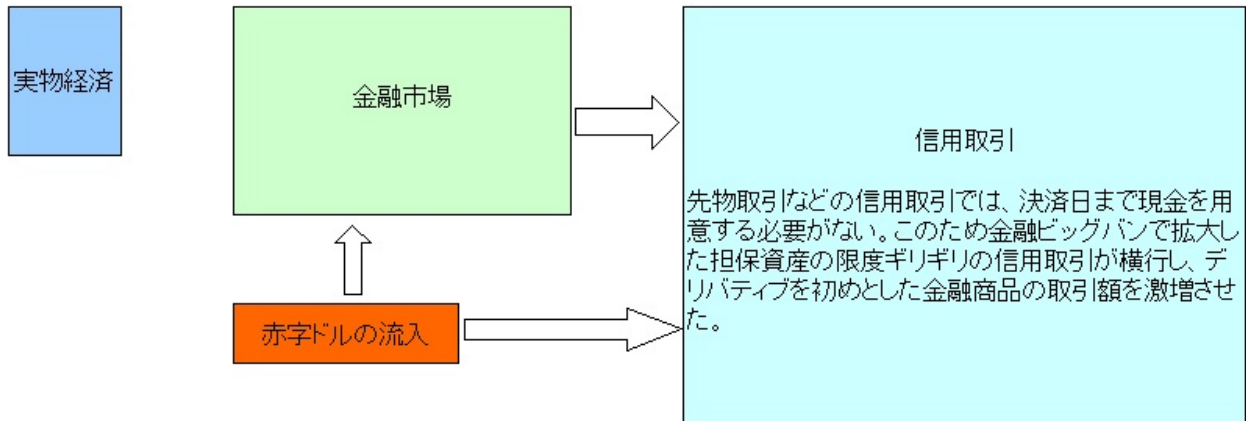 実物経済
金融市場
信用取引
先物取引などの信用取引では、決済日まで現金を用
意する必要がない。このため金融ビッグバンで拡大し
た担保資産の限度ギリギリの信用取引が横行し、デ
リバティブを初めとした金融商品の取引額を激増させ
た。
赤字ドルの流入